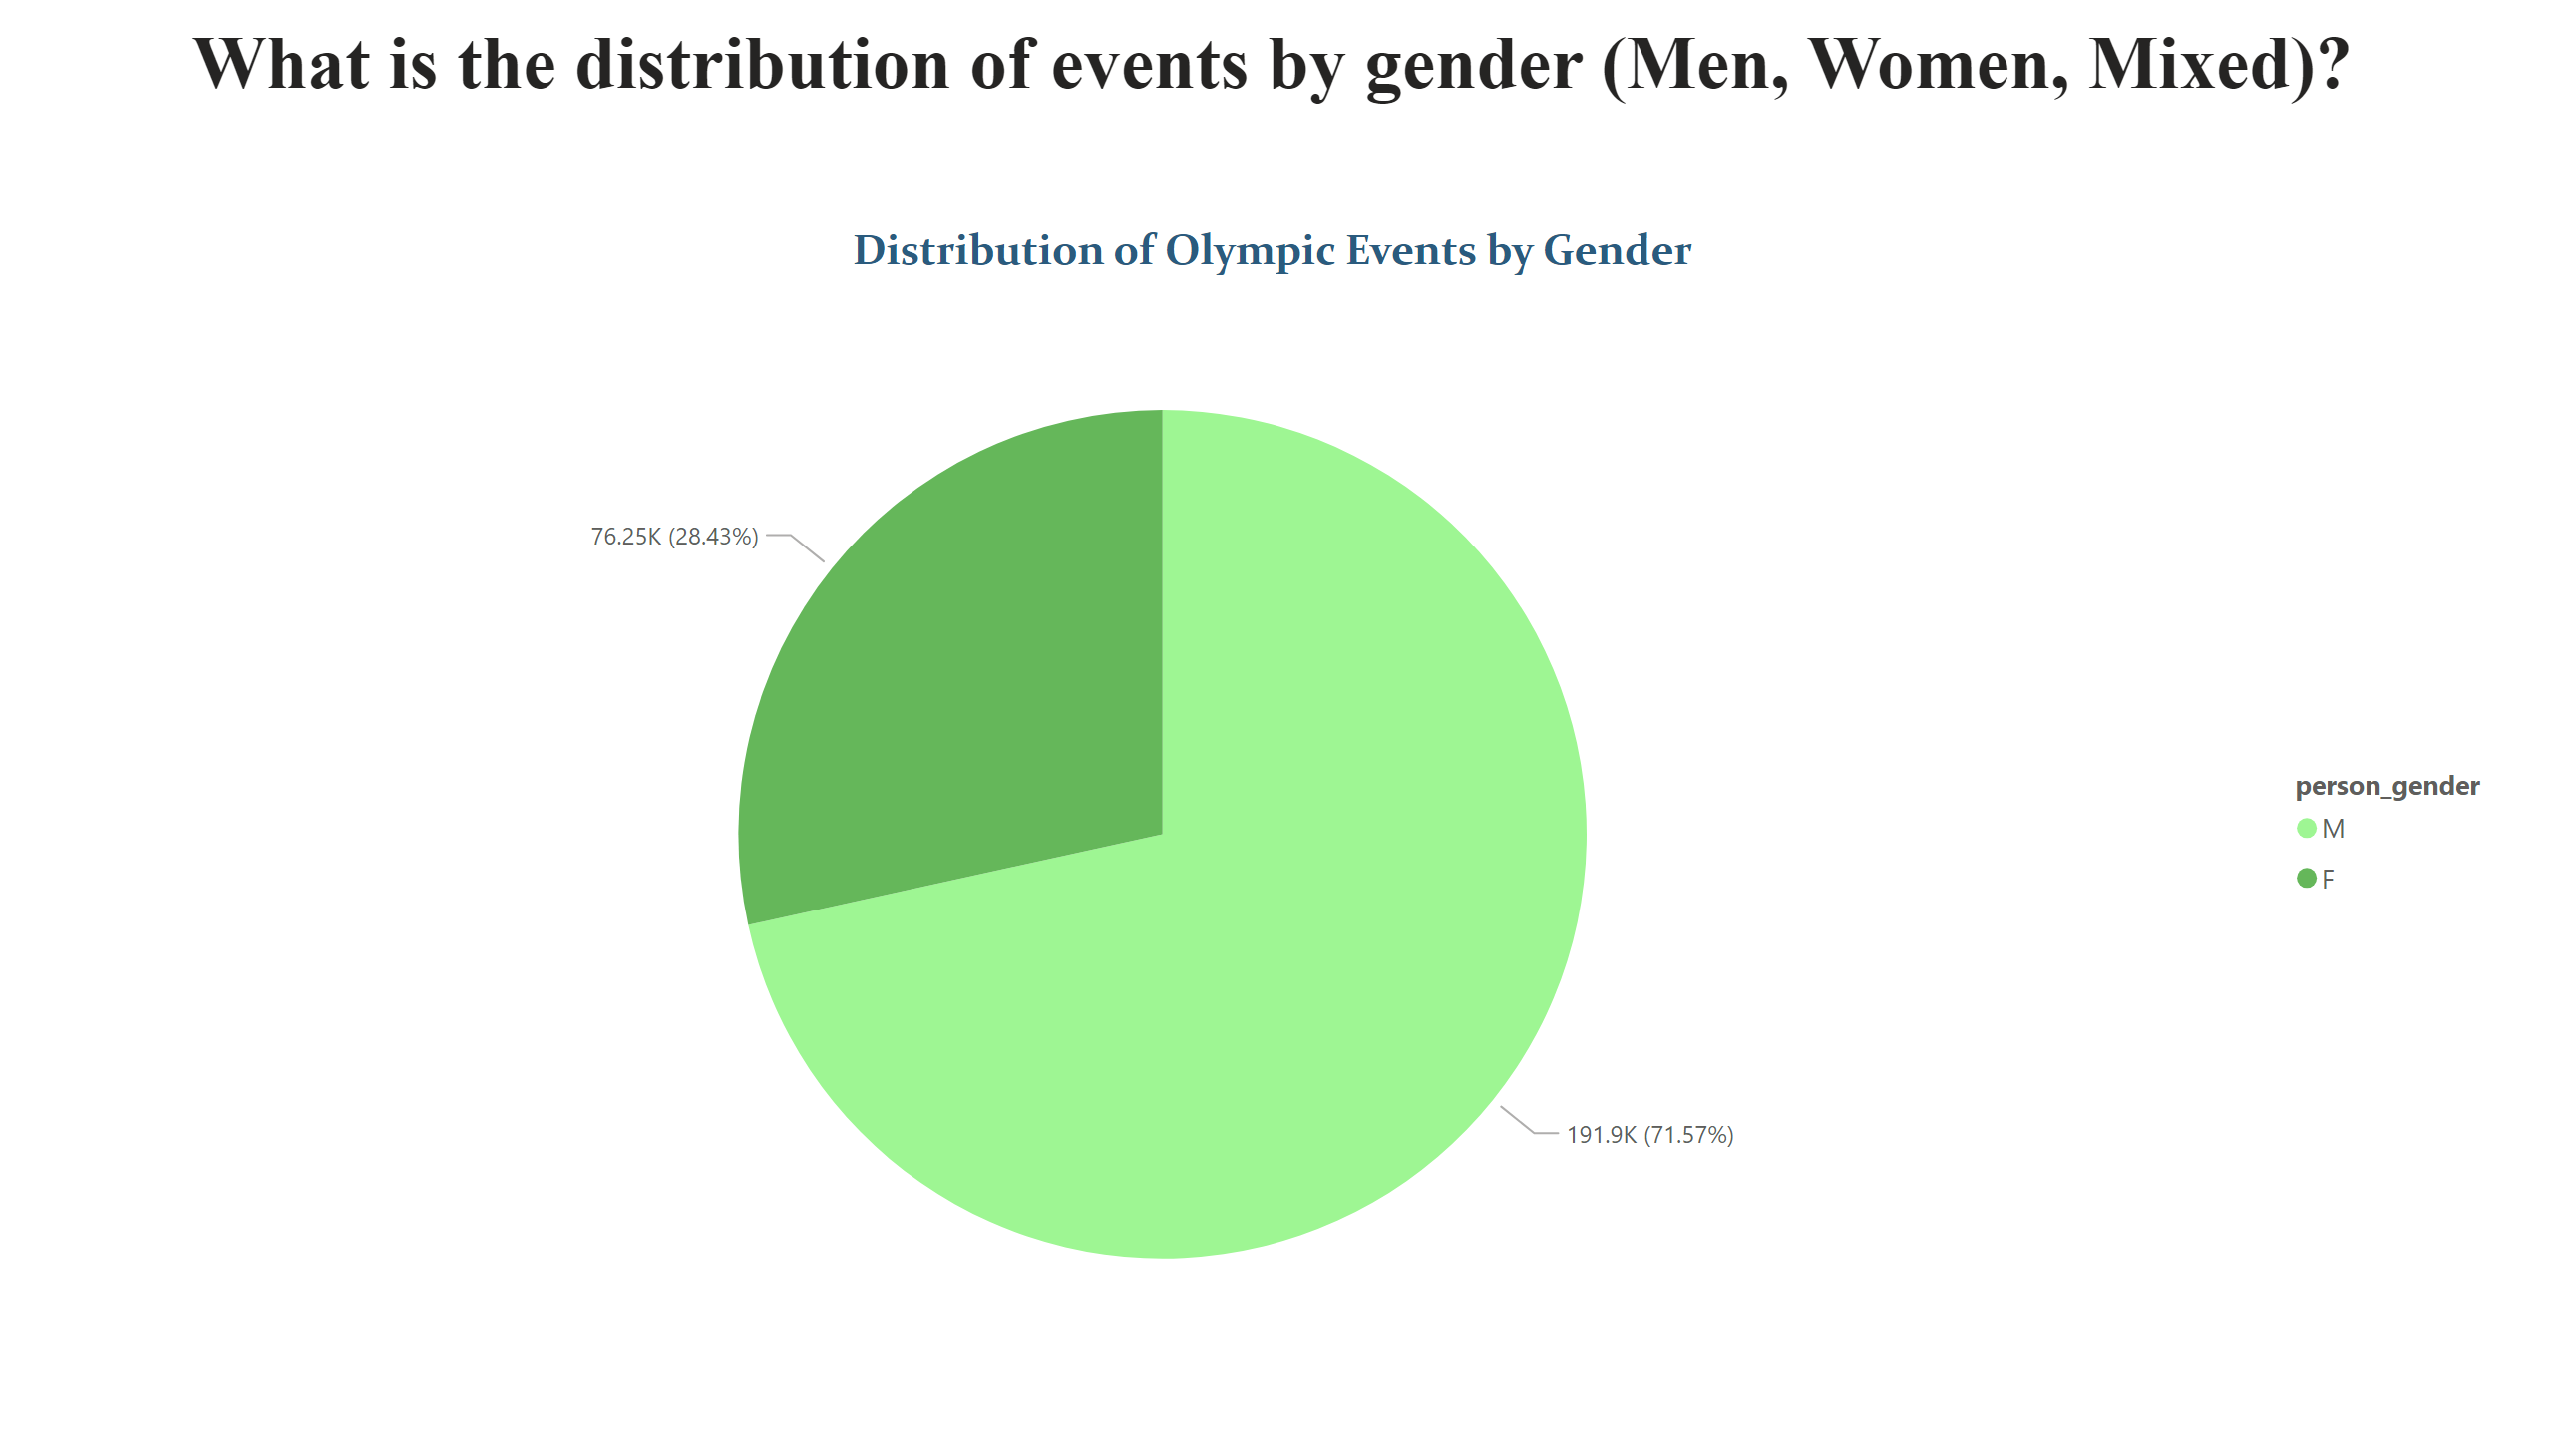 What is the distribution of events by gender (Men, Women, Mixed)?
Distribution of Olympic Events by Gender
76.25K (28.43%)
person_gender
M
F
191.9K (71.57%)